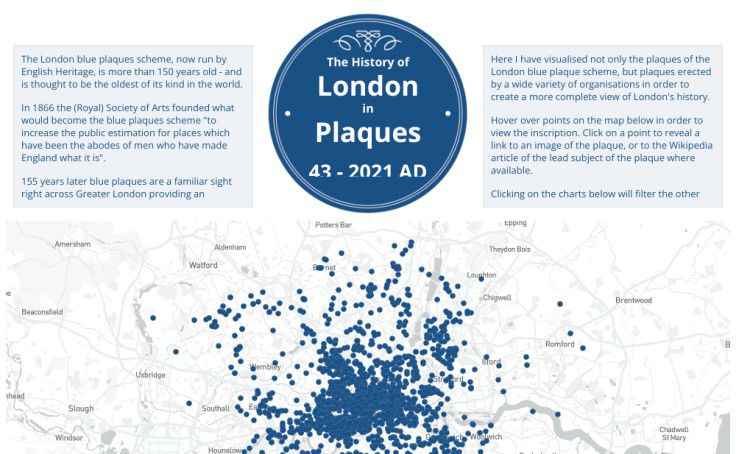 The London blue plaques scheme, now run by
English Heritage, is more than 150 years old - and
is thought to be the oldest of its kind in the world.
In 1866 the (Royal) Society of Arts founded what
would become the blue plaques scheme "to
increase the public estimation for places which
have been the abodes of men who have made
England what it is".
155 years later blue plaques are a familiar sight
right across Greater London providing an
The History of
London
in
Plaques
43 - 2021 AD
Here I have visualised not only the plaques of the
London blue plaque scheme, but plaques erected
by a wide variety of organisations in order to
create a more complete view of London's history.
Hover over points on the map below in order to
view the inscription. Click on a point to reveal a
link to an image of the plaque, or to the Wikipedia
article of the lead subject of the plaque where
available.
Clicking on the charts below will filter the other
Potters Bar
Epping
Amersham
Aldenham
Theydon Bois
Watford
Barnet
Loughton
Chigwell
Brentwood
Beaconsfield
Romford
Wembley
Ilford
Uxbridge
Stratford
Slough
Southall
Woolwich
Chadwell
St Mary
Windsor
Hounslow